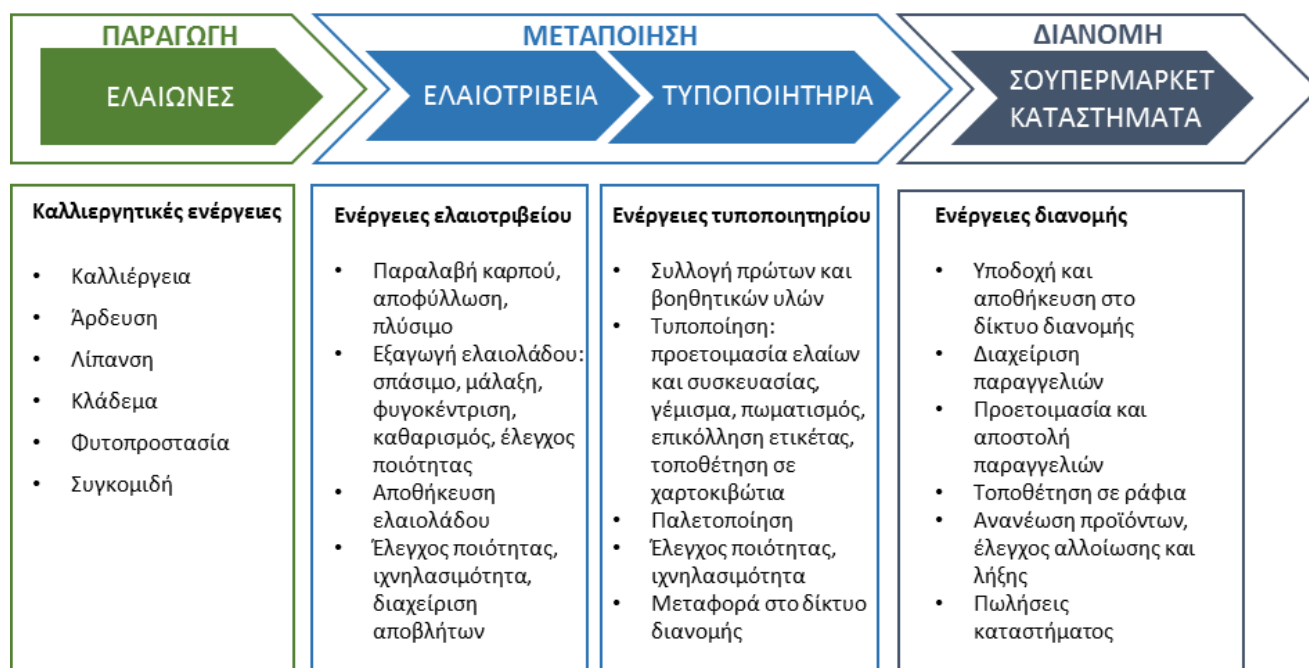 ΠΑΡΑΓΩΓΗ
ΕΛΑΙΩΝΕΣ
ΜΕΤΑΠΟΙΗΣΗ
ΕΛΑΙΟΤΡΙΒΕΙΑ
ΤΥΠΟΠΟΙΗΤΗΡΙΑ
ΔΙΑΝΟΜΗ
ΣΟΥΠΕΡΜΑΡΚΕΤ
ΚΑΤΑΣΤΗΜΑΤΑ
Καλλιεργητικές ενέργειες
• Καλλιέργεια
• Άρδευση
• Λίπανση
• Κλάδεμα
• Φυτοπροστασία
• Συγκομιδή
Ενέργειες ελαιοτριβείου
• Παραλαβή καρπού,
αποφύλλωση,
πλύσιμο
• Εξαγωγή ελαιολάδου:
σπάσιμο, μάλαξη,
φυγοκέντριση,
καθαρισμός, έλεγχος
ποιότητας
• Αποθήκευση
ελαιολάδου
• Έλεγχος ποιότητας,
ιχνηλασιμότητα,
διαχείριση
αποβλήτων
Ενέργειες τυποποιητηρίου
• Συλλογή πρώτων και
βοηθητικών υλών
• Τυποποίηση:
προετοιμασία ελαίων
και συσκευασίας,
γέμισμα, πωματισμός,
επικόλληση ετικέτας,
τοποθέτηση σε
χαρτοκιβώτια
• Παλετοποίηση
• Έλεγχος ποιότητας,
ιχνηλασιμότητα
• Μεταφορά στο δίκτυο
διανομής
Ενέργειες διανομής
• Υποδοχή και
αποθήκευση στο
δίκτυο διανομής
• Διαχείριση
παραγγελιών
• Προετοιμασία και
αποστολή
παραγγελιών
• Τοποθέτηση σε ράφια
• Ανανέωση προϊόντων,
έλεγχος αλλοίωσης και
λήξης
• Πωλήσεις
καταστήματος